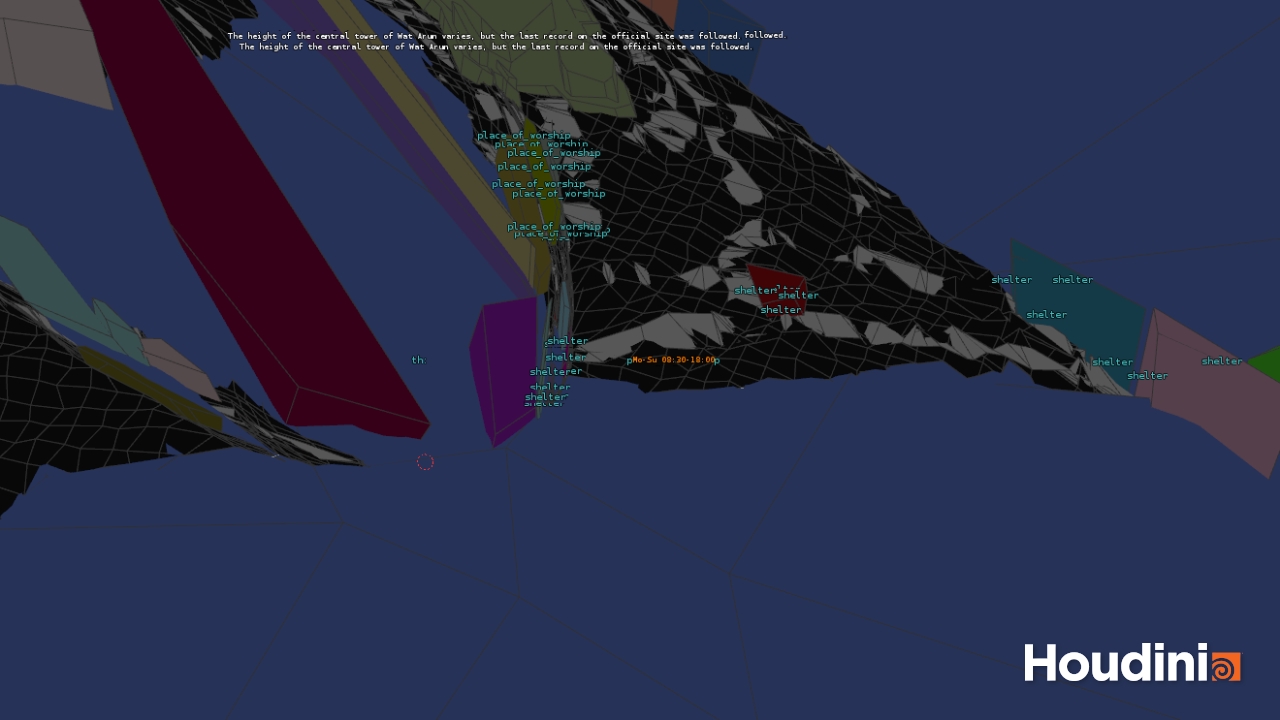 The height of the central tower of Wat Arun varies, but the last record on the official site was followed. followed.
The height of the central tower of Wat Arun varies, but the last record on the official site was followed.
place_of_worship
place_of_worship
place_of_worship
place_of_worship
place_of_worship
place_of_worship
place_of_worship
place_of_worship
shelter shelter
shelter
shelter
shelter
shelter
shelter
th
shelter
Mo-Su 08:30-18:00
shelter
shelter
shelter
shelter
shelter
shelter
shelter
Houdini